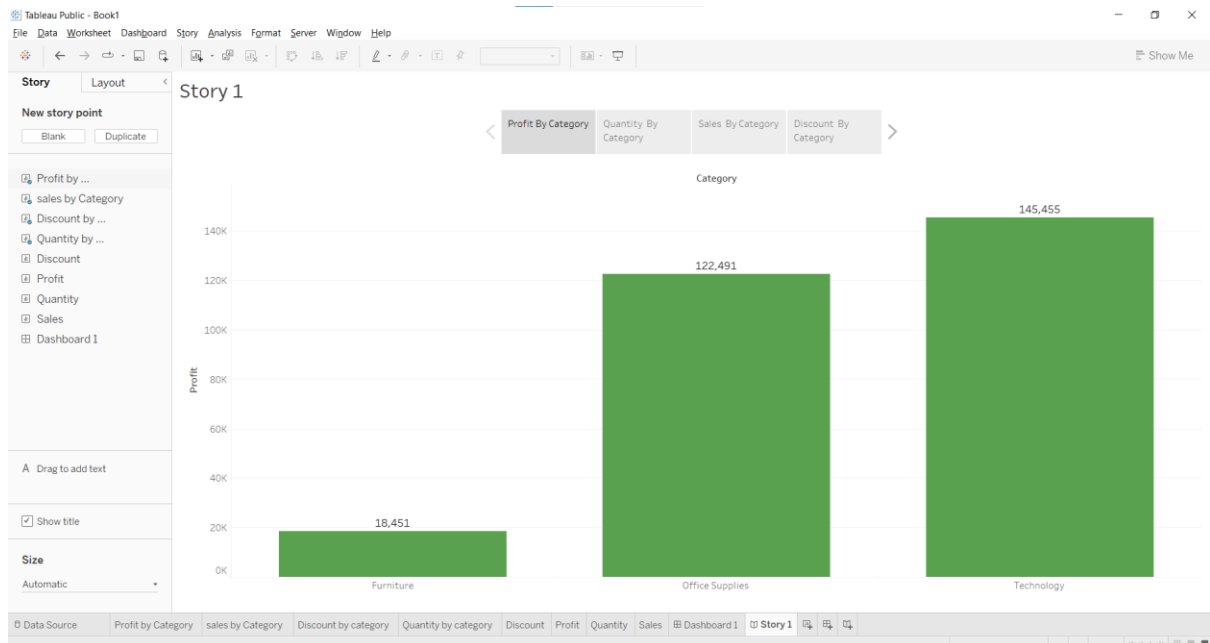 Tableau Public - Book1
File Data Worksheet Dashboard Story Analysis Format Server Window Help
Show Me
Story Layout
New story point
Blank Duplicate
Profit by ...
sales by Category
Discount by ...
Quantity by ...
Discount
Profit
Quantity
Sales
Dashboard 1
A Drag to add text
Show title
Size
Automatic
Story 1
Profit By Category
Quantity By
Category
Sales By Category
Discount By
Category
Category
145,455
140K
122,491
120K
100K
Profit
80K
60K
40K
18,451
20K
0K
Furniture Office Supplies Technology
Data Source Profit by Category sales by Category Discount by category Quantity by category Discount Profit Quantity Sales Dashboard 1 Story 1